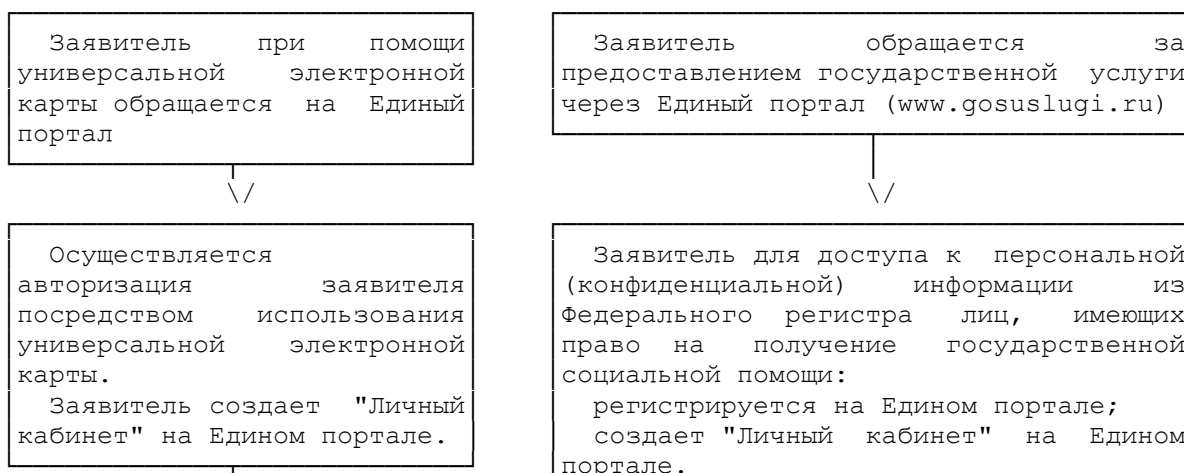 Заявитель при помощи
универсальной электронной
карты обращается на Единый
портал
Заявитель обращается за
предоставлением государственной услуги
через Единый портал (www.gosuslugi.ru)
\/
\/
Осуществляется
авторизация заявителя
посредством использования
универсальной электронной
карты.
Заявитель создает "Личный
кабинет" на Едином портале.
Заявитель для доступа к персональной
(конфиденциальной) информации из
Федерального регистра лиц, имеющих
право на получение государственной
социальной помощи:
регистрируется на Едином портале;
создает "Личный кабинет" на Едином
портале.